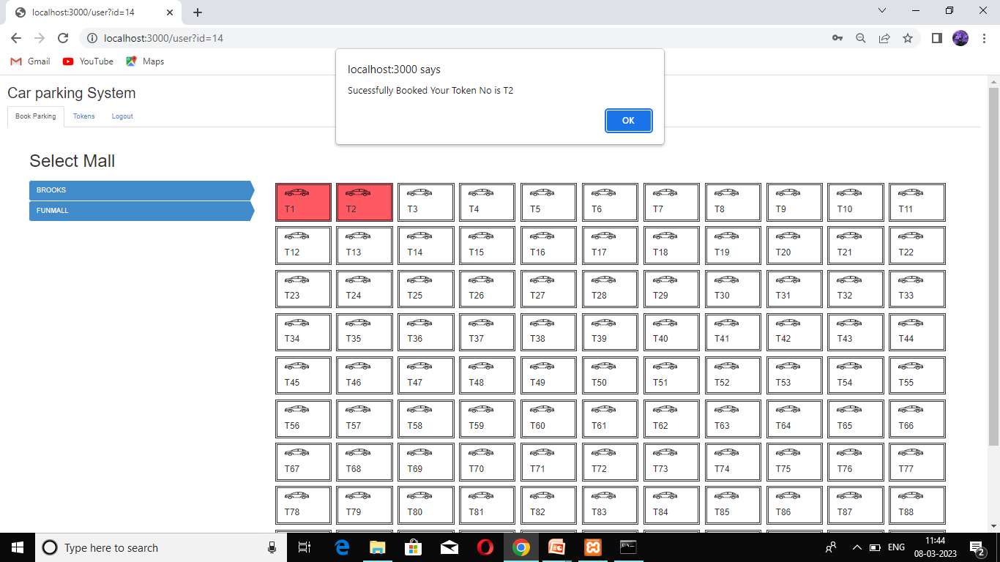 localhost:3000/user?id=14
localhost:3000/user?id=14
Gmail YouTube Maps
localhost:3000 says
Sucessfully Booked Your Token No is T2
OK
Car parking System
Book Parking Tokens Logout
Select Mall
BROOKS
FUNMALL
T1 T2 T3 T4 T5 T6 T7 T8 T9 T10 T11
T12 T13 T14 T15 T16 T17 T18 T19 T20 T21 T22
T23 T24 T25 T26 T27 T28 T29 T30 T31 T32 T33
T34 T35 T36 T37 T38 T39 T40 T41 T42 T43 T44
T45 T46 T47 T48 T49 T50 T51 T52 T53 T54 T55
T56 T57 T58 T59 T60 T61 T62 T63 T64 T65 T66
T67 T68 T69 T70 T71 T72 T73 T74 T75 T76 T77
T78 T79 T80 T81 T82 T83 T84 T85 T86 T87 T88
Type here to search
ENG
11:44
08-03-2023
2